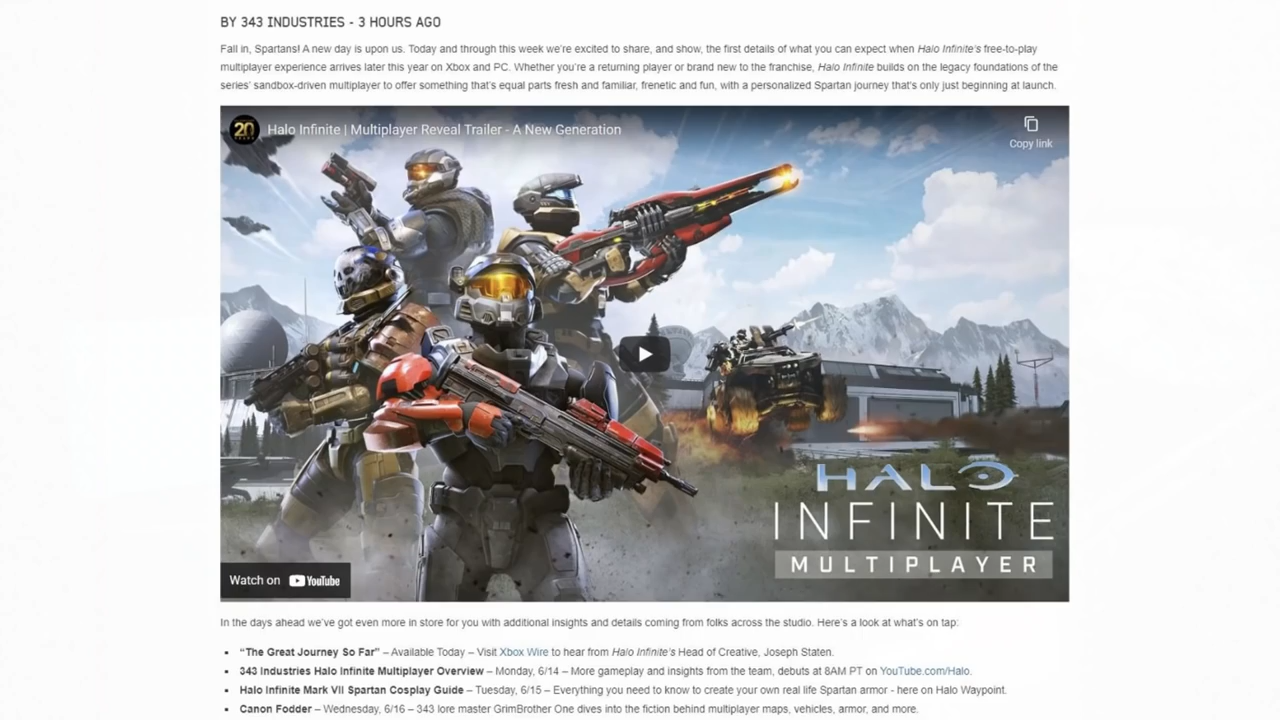 BY 343 INDUSTRIES - 3 HOURS AGO
Fall in, Spartans! A new day is upon us. Today and through this week we're excited to share, and show, the first details of what you can expect when Halo Infinite's free-to-play
multiplayer experience arrives later this year on Xbox and PC. Whether you're a returning player or brand new to the franchise, Halo Infinite builds on the legacy foundations of the
series' sandbox-driven multiplayer to offer something that's equal parts fresh and familiar, frenetic and fun, with a personalized Spartan journey that's only just beginning at launch.
20
Halo Infinite | Multiplayer Reveal Trailer - A New Generation
Copy link
HALO
INFINITE
MULTIPLAYER
Watch on YouTube
In the days ahead we've got even more in store for you with additional insights and details coming from folks across the studio. Here's a look at what's on tap:
▪ “The Great Journey So Far” – Available Today – Visit Xbox Wire to hear from Halo Infinite's Head of Creative, Joseph Staten.
▪ 343 Industries Halo Infinite Multiplayer Overview – Monday, 6/14 – More gameplay and insights from the team, debuts at 8AM PT on YouTube.com/Halo.
▪ Halo Infinite Mark VII Spartan Cosplay Guide – Tuesday, 6/15 – Everything you need to know to create your own real life Spartan armor - here on Halo Waypoint.
▪ Canon Fodder – Wednesday, 6/16 – 343 lore master GrimBrother One dives into the fiction behind multiplayer maps, vehicles, armor, and more.